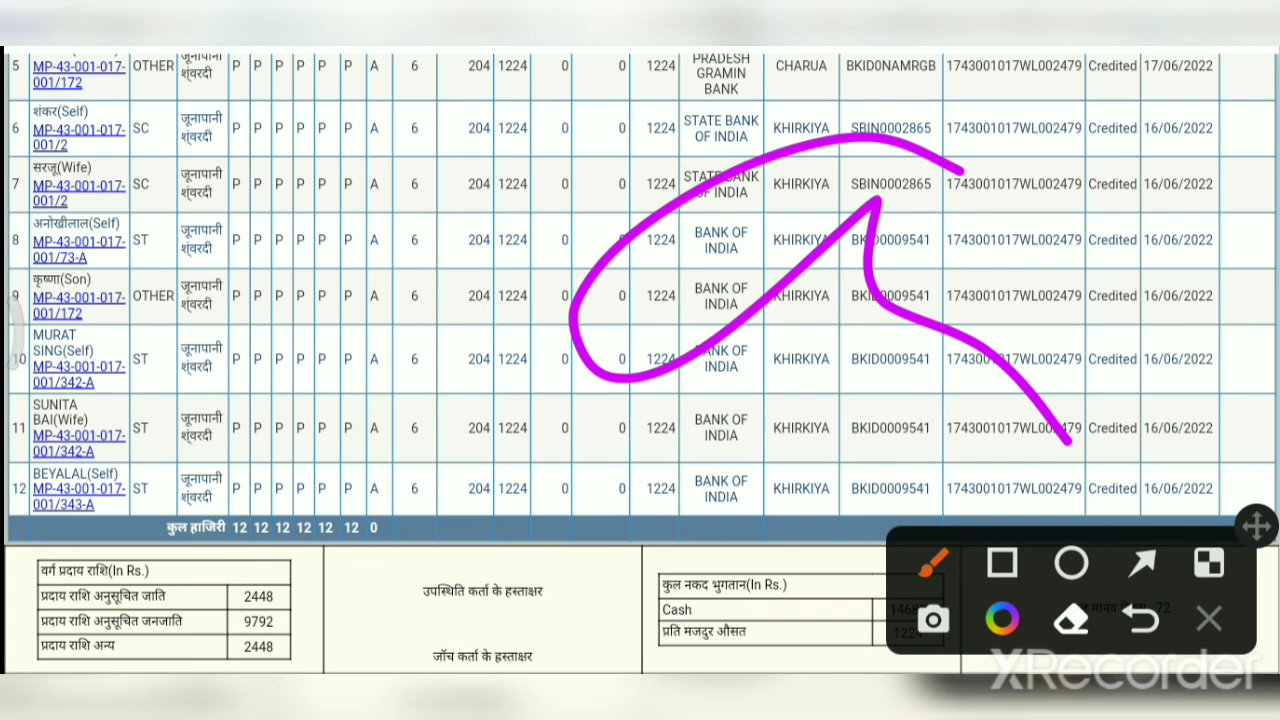 5 MP-43-001-017-001/172 OTHER जूनापानी शृंवरदी P P P P P P A 6 204 1224 0 0 1224 PRADESH GRAMIN BANK CHARUA BKID0NAMRGB 1743001017WL002479 Credited 17/06/2022
6 शंकर(Self) MP-43-001-017-001/2 SC जूनापानी शृंवरदी P P P P P P A 6 204 1224 0 0 1224 STATE BANK OF INDIA KHIRKIYA SBIN0002865 1743001017WL002479 Credited 16/06/2022
7 सरजू(Wife) MP-43-001-017-001/2 SC जूनापानी शृंवरदी P P P P P P A 6 204 1224 0 0 1224 STATE BANK OF INDIA KHIRKIYA SBIN0002865 1743001017WL002479 Credited 16/06/2022
8 अनोखीलाल(Self) MP-43-001-017-001/73-A ST जूनापानी शृंवरदी P P P P P P A 6 204 1224 0 0 1224 BANK OF INDIA KHIRKIYA BKID0009541 1743001017WL002479 Credited 16/06/2022
9 कृष्णा(Son) MP-43-001-017-001/172 OTHER जूनापानी शृंवरदी P P P P P P A 6 204 1224 0 0 1224 BANK OF INDIA KHIRKIYA BKID0009541 1743001017WL002479 Credited 16/06/2022
10 MURAT SING(Self) MP-43-001-017-001/342-A ST जूनापानी शृंवरदी P P P P P P A 6 204 1224 0 0 1224 BANK OF INDIA KHIRKIYA BKID0009541 1743001017WL002479 Credited 16/06/2022
11 SUNITA BAI(Wife) MP-43-001-017-001/342-A ST जूनापानी शृंवरदी P P P P P P A 6 204 1224 0 0 1224 BANK OF INDIA KHIRKIYA BKID0009541 1743001017WL002479 Credited 16/06/2022
12 BEYALAL(Self) MP-43-001-017-001/343-A ST जूनापानी शृंवरदी P P P P P P A 6 204 1224 0 0 1224 BANK OF INDIA KHIRKIYA BKID0009541 1743001017WL002479 Credited 16/06/2022
कुल हाजिरी 12 12 12 12 12 12 0
वर्ग प्रदाय राशि(In Rs.)
प्रदाय राशि अनुसूचित जाति 2448
प्रदाय राशि अनुसूचित जनजाति 9792
प्रदाय राशि अन्य 2448
उपस्थिति कर्ता के हस्ताक्षर
जाँच कर्ता के ह्रस्ताक्षर
कुल नकद भुगतान(In Rs.)
Cash
प्रति मजदुर औसत 1224
मानव 72
XRecorder